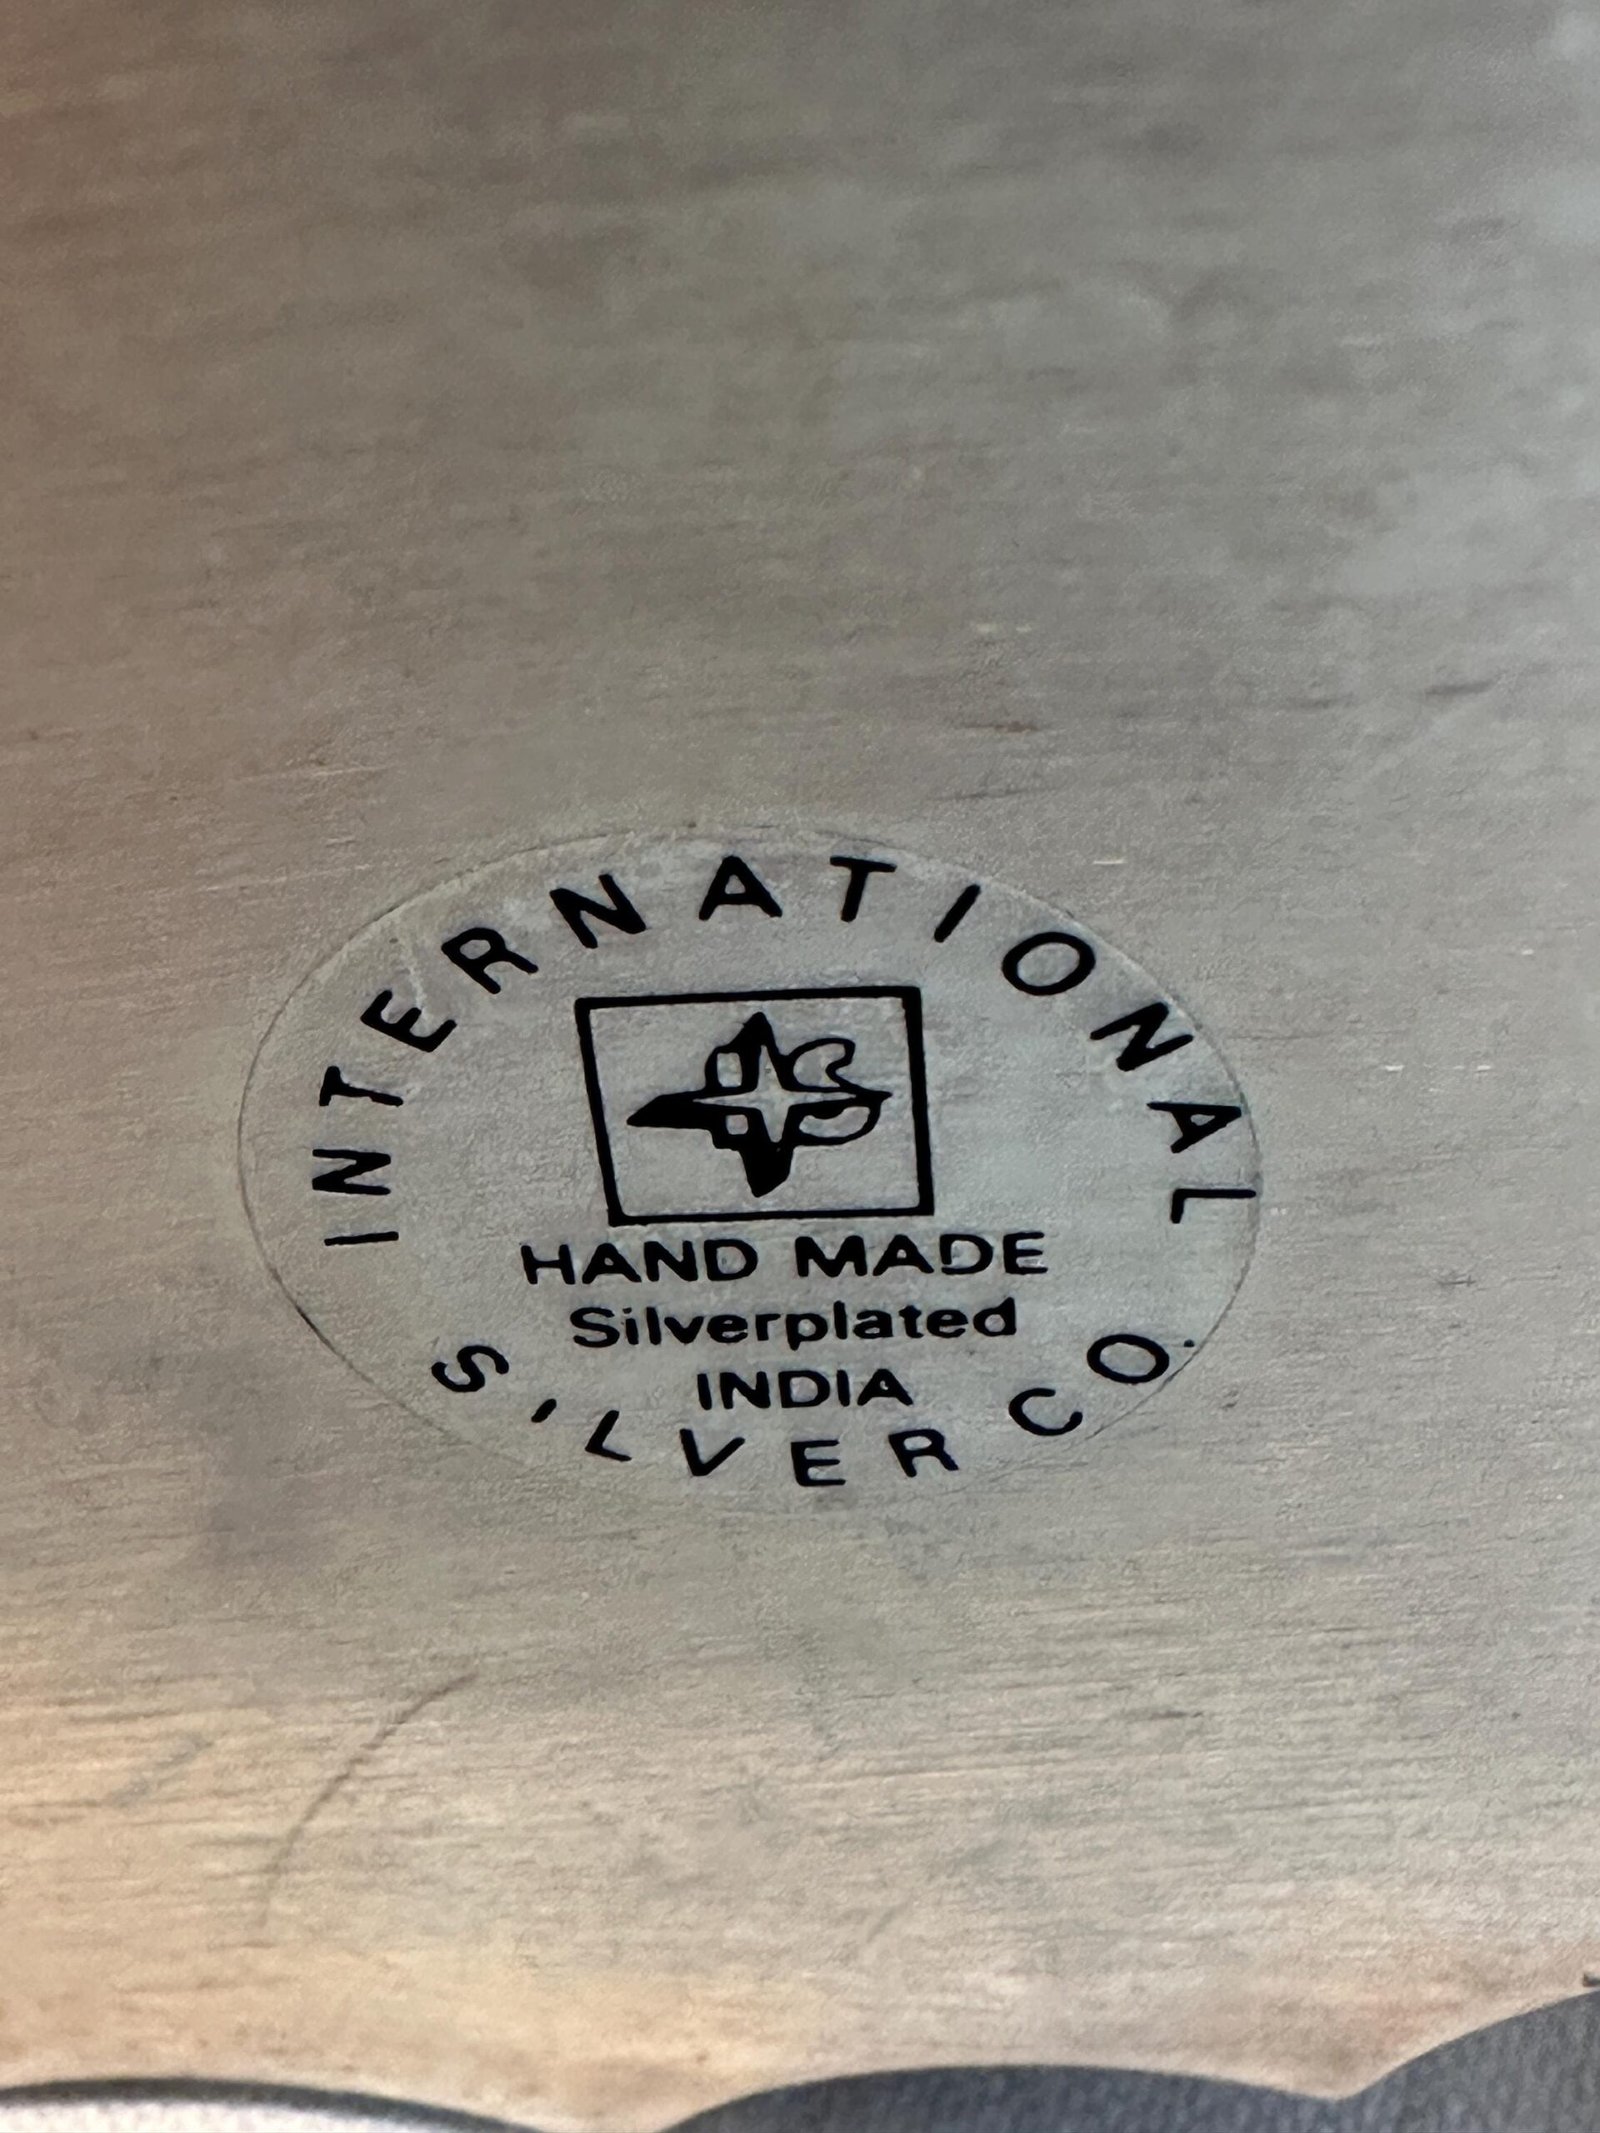 INTERNATIONAL
HAND MADE
Silverplated
INDIA
SILVER CO.